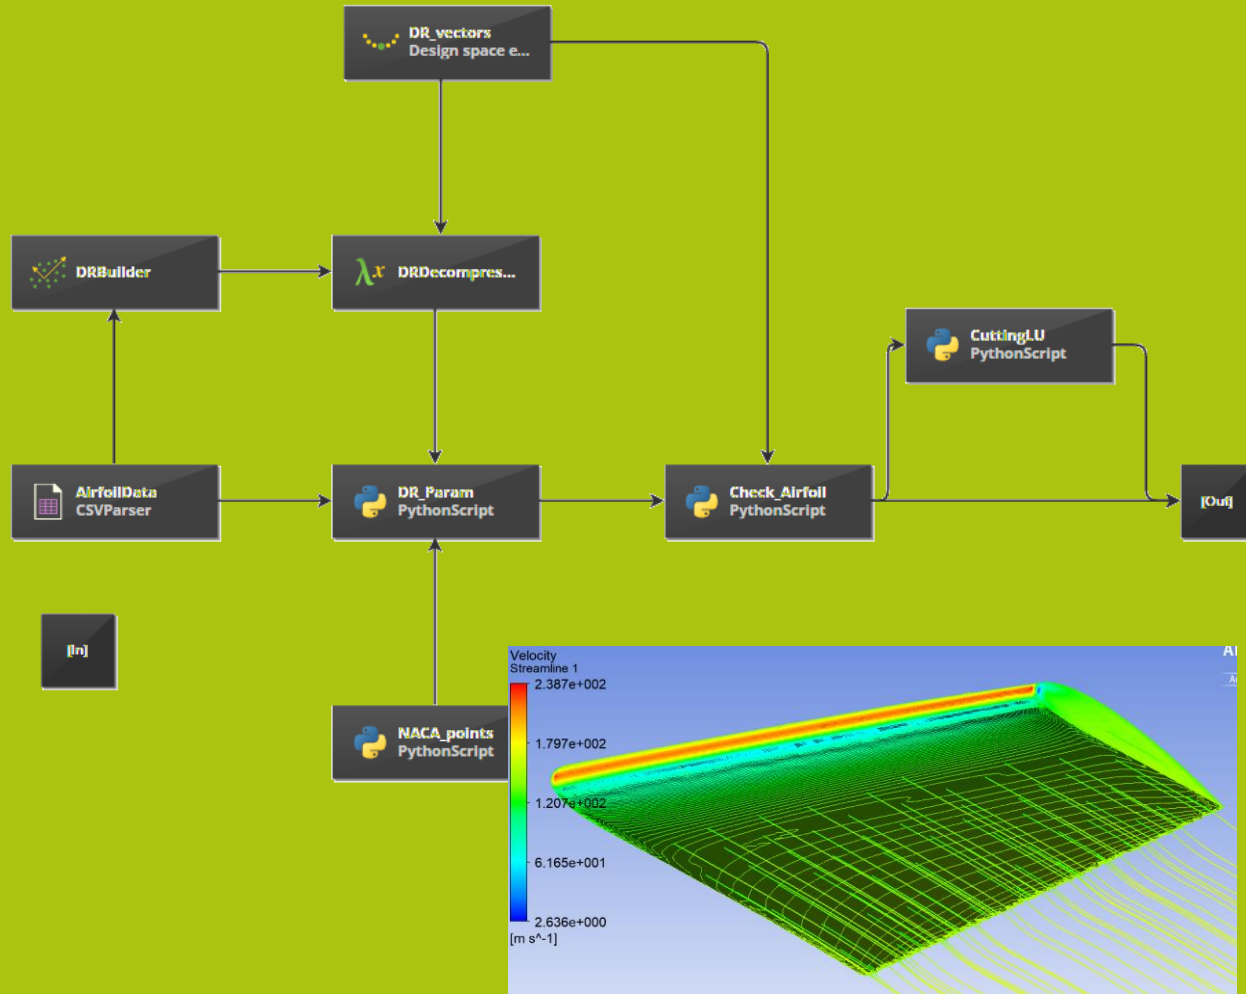 DR_vectors
Design space e...
DRBuilder
λx
DRDecompres...
CuttingLU
PythonScript
AirfoilData
CSVParser
DR_Param
PythonScript
Check_Airfoil
PythonScript
[Out]
[In]
NACA_points
PythonScript
Velocity
Streamline 1
2.387e+002
1.797e+002
1.207e+002
6.165e+001
2.636e+000
[m s^-1]